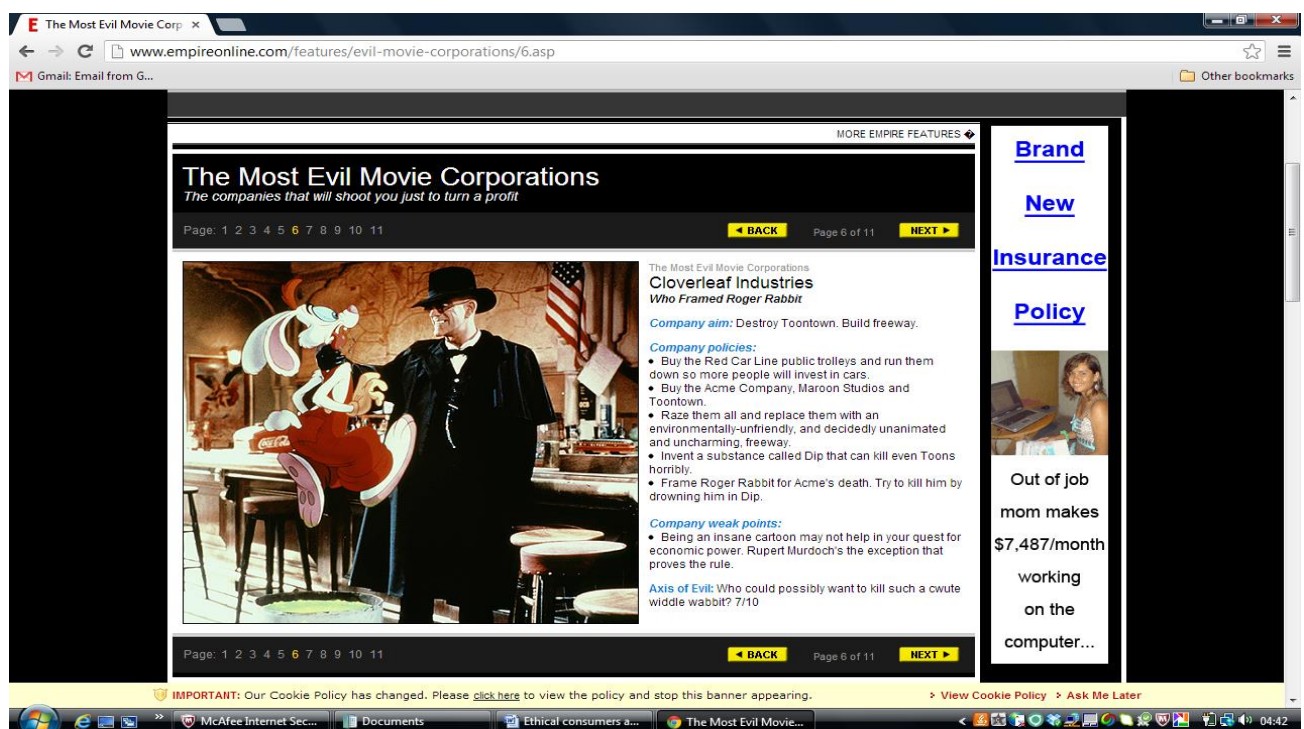 The Most Evil Movie Corp
www.empireonline.com/features/evil-movie-corporations/6.asp
Gmail: Email from G...
Other bookmarks
MORE EMPIRE FEATURES �
The Most Evil Movie Corporations
The companies that will shoot you just to turn a profit
Page: 1 2 3 4 5 6 7 8 9 10 11
◄ BACK
Page 6 of 11
NEXT ►
The Most Evil Movie Corporations
Cloverleaf Industries
Who Framed Roger Rabbit
Company aim: Destroy Toontown. Build freeway.
Company policies:
• Buy the Red Car Line public trolleys and run them
down so more people will invest in cars.
• Buy the Acme Company, Maroon Studios and
Toontown.
• Raze them all and replace them with an
environmentally-unfriendly, and decidedly unanimated
and uncharming, freeway.
• Invent a substance called Dip that can kill even Toons
horribly.
• Frame Roger Rabbit for Acme's death. Try to kill him by
drowning him in Dip.
Company weak points:
• Being an insane cartoon may not help in your quest for
economic power. Rupert Murdoch's the exception that
proves the rule.
Axis of Evil: Who could possibly want to kill such a cwute
widdle wabbit? 7/10
Page: 1 2 3 4 5 6 7 8 9 10 11
◄ BACK
Page 6 of 11
NEXT ►
Brand
New
Insurance
Policy
Out of job
mom makes
$7,487/month
working
on the
computer...
IMPORTANT: Our Cookie Policy has changed. Please click here to view the policy and stop this banner appearing.
> View Cookie Policy > Ask Me Later
McAfee Internet Sec...
Documents
Ethical consumers a...
The Most Evil Movie...
04:42